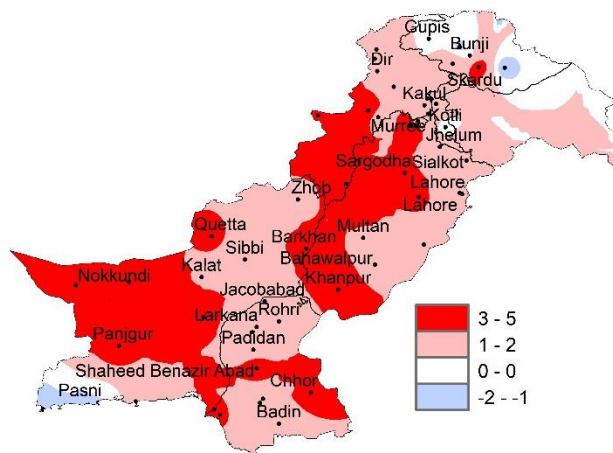 Gupis
Bunji
Dir
Skardu
Kakul
Kotli
Murree
Jhelum
Sargodha
Sialkot
Lahore
Zhob
Lahore
Quetta
Multan
Barkhan
Sibbi
Bahawalpur
Kalat
Nokkundi
Khanpur
Jacobabad
Larkana
Rohri
3 - 5
Panjgur
Padidan
1 - 2
Shaheed Benazir Abad
0 - 0
Chhor
Pasni
-2 - -1
Badin